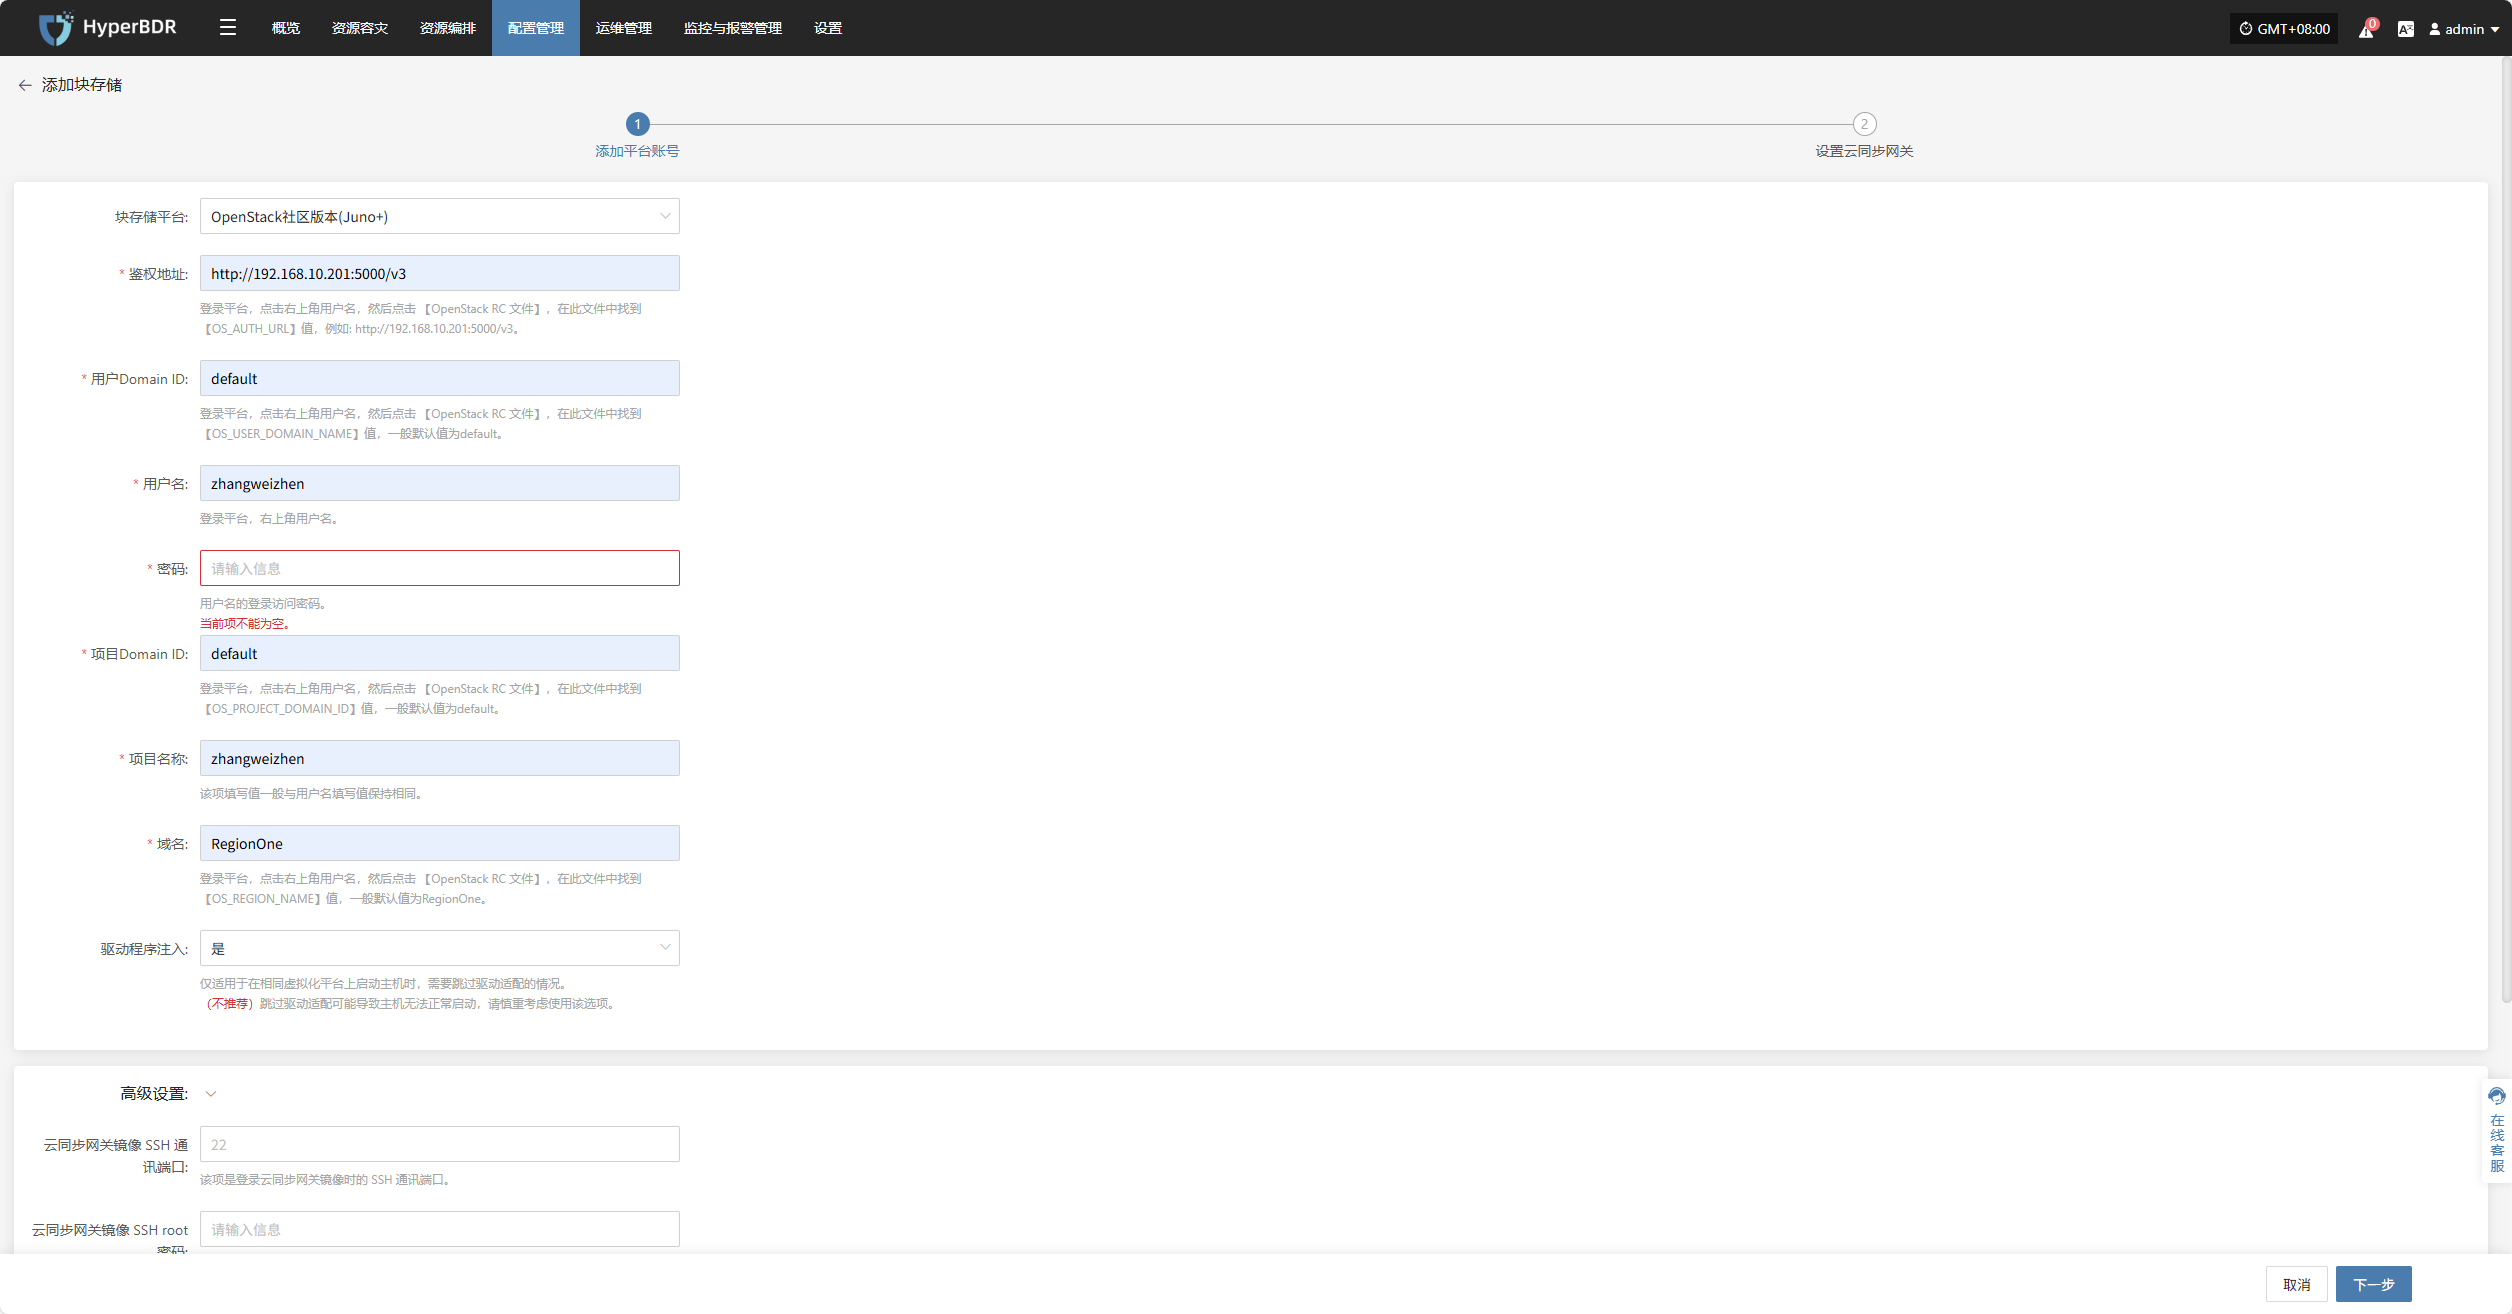 HyperBDR
概览 资源容灾 资源编排 配置管理 运维管理 监控与报警管理 设置
GMT+08:00
0
admin
添加块存储
1
添加平台账号
2
设置云同步网关
块存储平台: OpenStack社区版本(Juno+)
* 鉴权地址: http://192.168.10.201:5000/v3
登录平台，点击右上角用户名，然后点击 【OpenStack RC 文件】，在此文件中找到
【OS_AUTH_URL】值，例如: http://192.168.10.201:5000/v3。
* 用户Domain ID: default
登录平台，点击右上角用户名，然后点击 【OpenStack RC 文件】，在此文件中找到
【OS_USER_DOMAIN_NAME】值，一般默认值为default。
* 用户名: zhangweizhen
登录平台，右上角用户名。
* 密码: 请输入信息
用户名的登录访问密码。
当前项不能为空。
* 项目Domain ID: default
登录平台，点击右上角用户名，然后点击 【OpenStack RC 文件】，在此文件中找到
【OS_PROJECT_DOMAIN_ID】值，一般默认值为default。
* 项目名称: zhangweizhen
该项填写值一般与用户名填写值保持相同。
* 域名: RegionOne
登录平台，点击右上角用户名，然后点击 【OpenStack RC 文件】，在此文件中找到
【OS_REGION_NAME】值，一般默认值为RegionOne。
驱动程序注入: 是
仅适用于在相同虚拟化平台上启动主机时，需要跳过驱动适配的情况。
（不推荐）跳过驱动适配可能导致主机无法正常启动，请慎重考虑使用该选项。
高级设置:
云同步网关镜像 SSH 通
讯端口:
22
该项是登录云同步网关镜像时的 SSH 通讯端口。
云同步网关镜像 SSH root
密码:
请输入信息
在线客服
取消 下一步